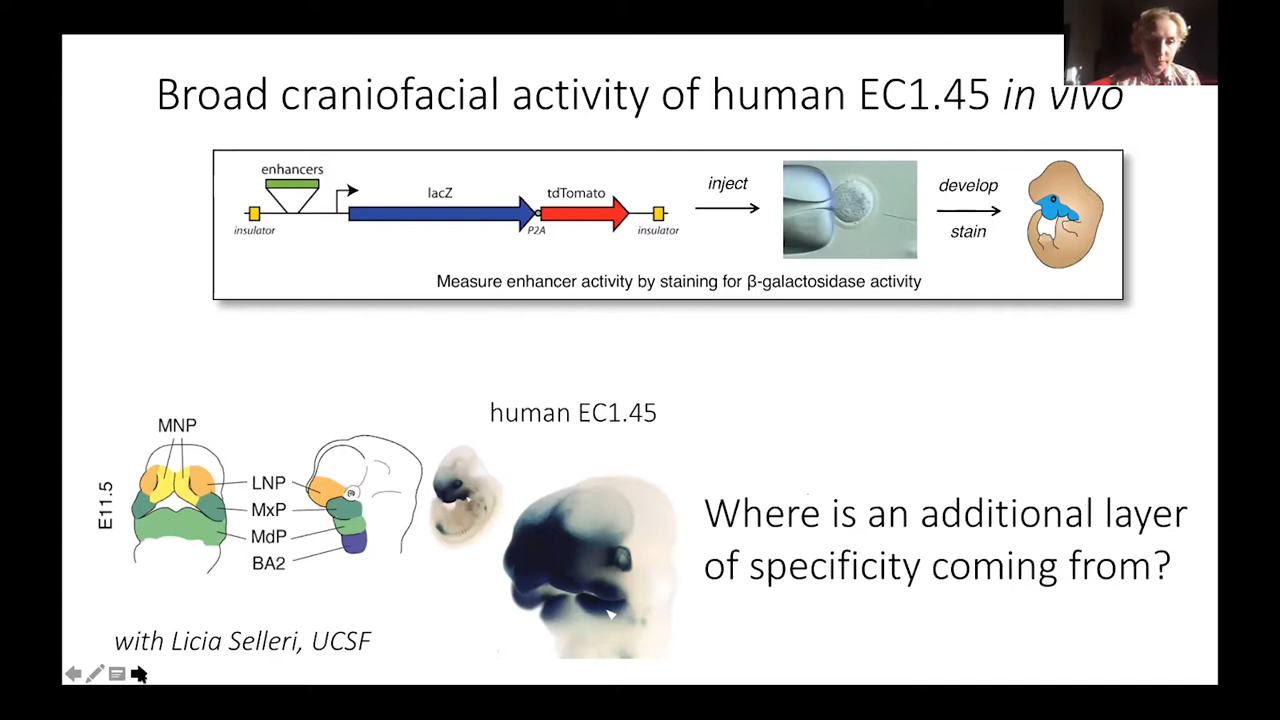 Broad craniofacial activity of human EC1.45 in vivo
enhancers
lacZ
tdTomato
insulator
P2A
insulator
inject
develop
stain
Measure enhancer activity by staining for β-galactosidase activity
human EC1.45
MNP
E11.5
LNP
MxP
MdP
BA2
Where is an additional layer
of specificity coming from?
with Licia Selleri, UCSF